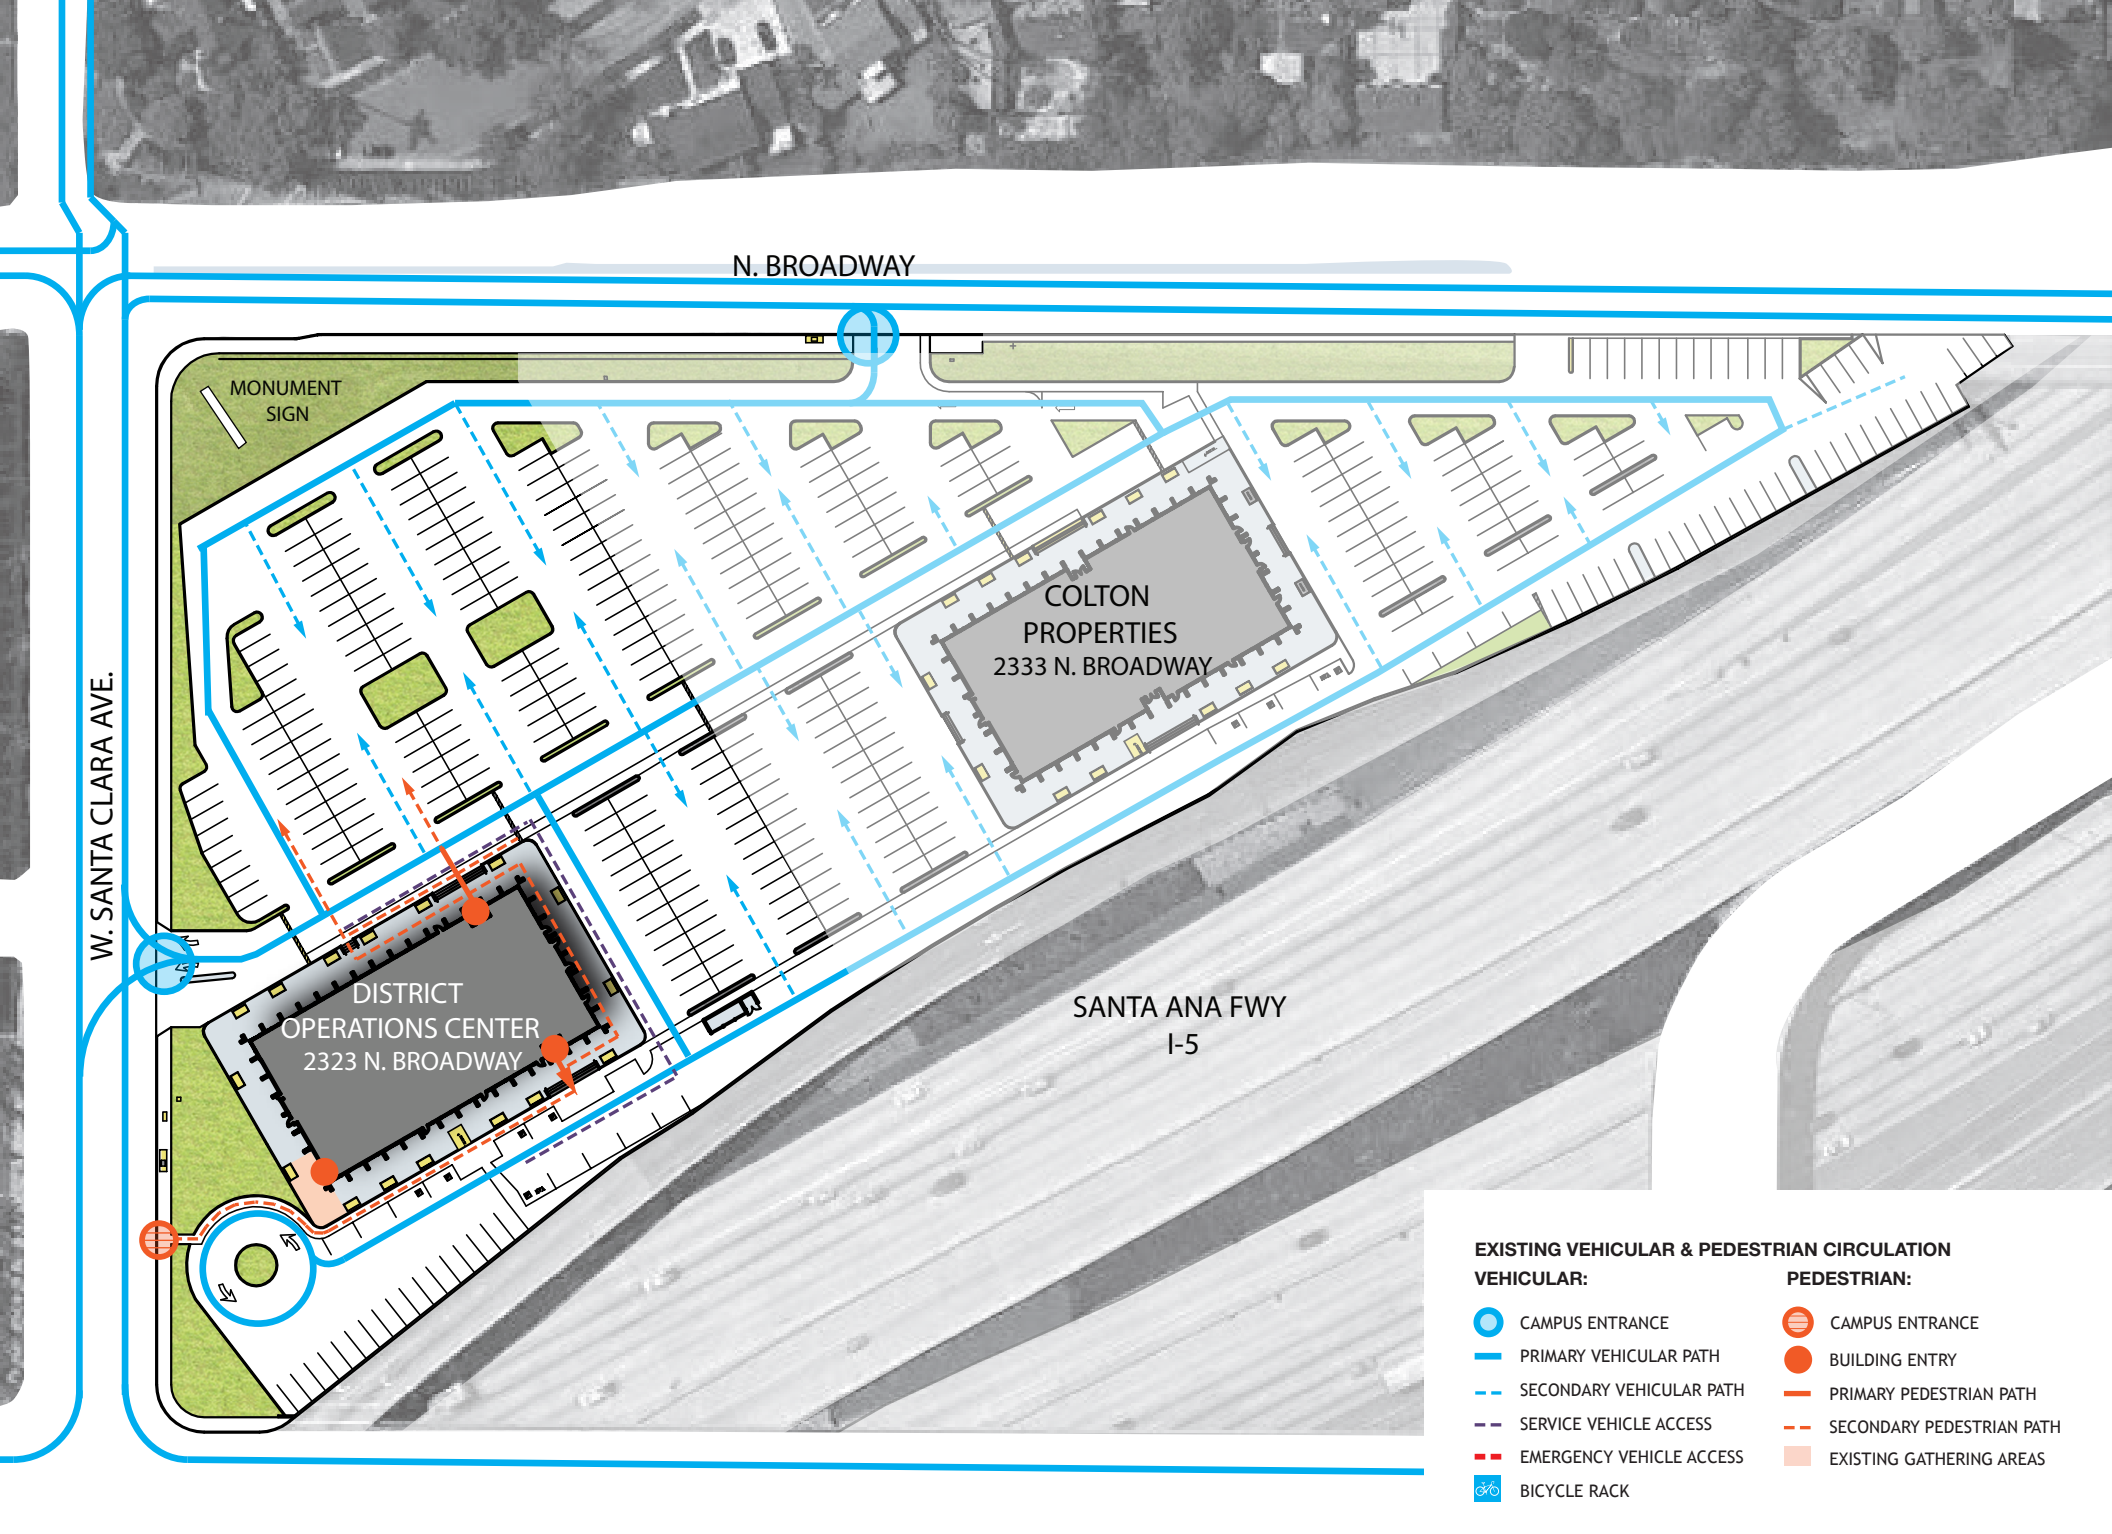 N. BROADWAY
MONUMENT
SIGN
COLTON
PROPERTIES
2333 N. BROADWAY
W. SANTA CLARA AVE.
DISTRICT
OPERATIONS CENTER
2323 N. BROADWAY
SANTA ANA FWY
I-5
EXISTING VEHICULAR & PEDESTRIAN CIRCULATION
VEHICULAR:
CAMPUS ENTRANCE
PRIMARY VEHICULAR PATH
SECONDARY VEHICULAR PATH
SERVICE VEHICLE ACCESS
EMERGENCY VEHICLE ACCESS
BICYCLE RACK
PEDESTRIAN:
CAMPUS ENTRANCE
BUILDING ENTRY
PRIMARY PEDESTRIAN PATH
SECONDARY PEDESTRIAN PATH
EXISTING GATHERING AREAS